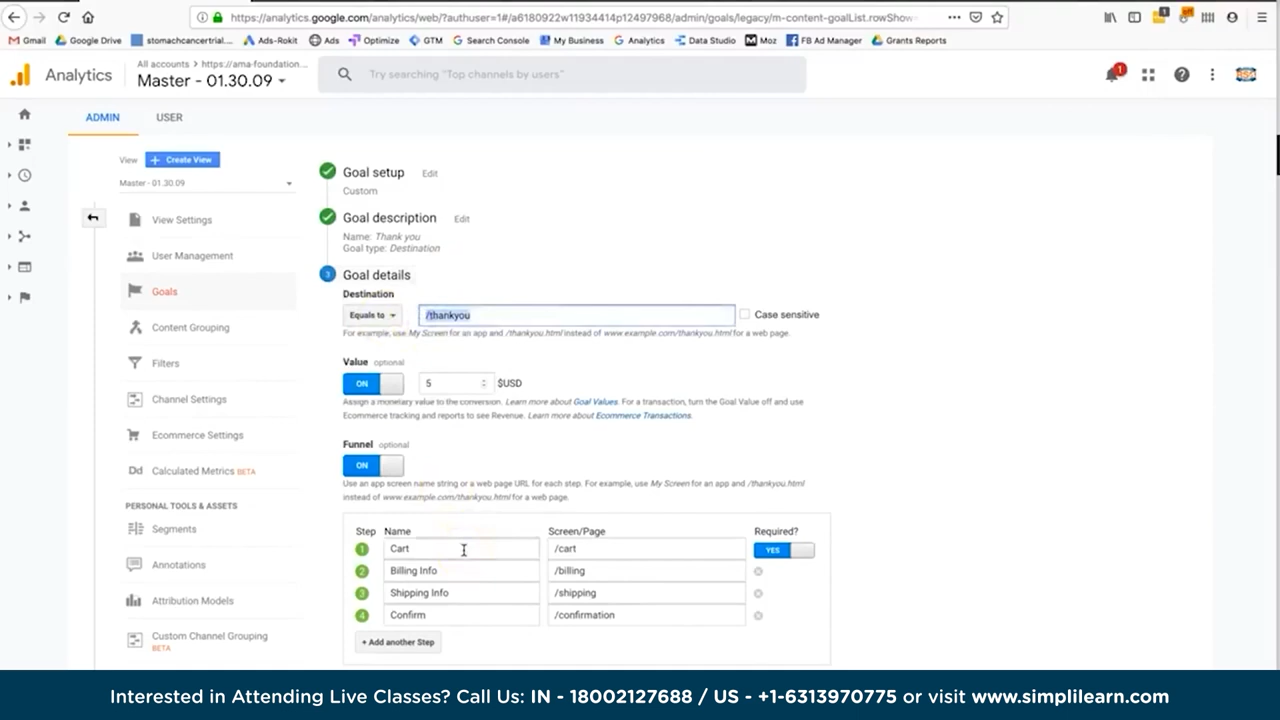 https://analytics.google.com/analytics/web/?authuser=1#/a6180922w11934414p12497968/admin/goals/legacy/m-content-goalList.rowShow
Gmail Google Drive stomachcancertrial.... Ads-Rokit Ads Optimize GTM Search Console My Business Analytics Data Studio Moz FB Ad Manager Grants Reports
Analytics
All accounts > https://ama-foundation...
Master - 01.30.09
Try searching "Top channels by users"
1
ADMIN USER
View + Create View
Master - 01.30.09
View Settings
User Management
Goals
Content Grouping
Filters
Channel Settings
Ecommerce Settings
Dd Calculated Metrics BETA
PERSONAL TOOLS & ASSETS
Segments
Annotations
Attribution Models
Custom Channel Grouping
BETA
Goal setup Edit
Custom
Goal description Edit
Name: Thank you
Goal type: Destination
3 Goal details
Destination
Equals to /thankyou Case sensitive
For example, use My Screen for an app and /thankyou.html instead of www.example.com/thankyou.html for a web page.
Value optional
ON 5 $USD
Assign a monetary value to the conversion. Learn more about Goal Values. For a transaction, turn the Goal Value off and use
Ecommerce tracking and reports to see Revenue. Learn more about Ecommerce Transactions.
Funnel optional
ON
Use an app screen name string or a web page URL for each step. For example, use My Screen for an app and /thankyou.html
instead of www.example.com/thankyou.html for a web page.
Step Name Screen/Page Required?
1 Cart /cart YES
2 Billing Info /billing
3 Shipping Info /shipping
4 Confirm /confirmation
+ Add another Step
Interested in Attending Live Classes? Call Us: IN - 18002127688 / US - +1-6313970775 or visit www.simplilearn.com